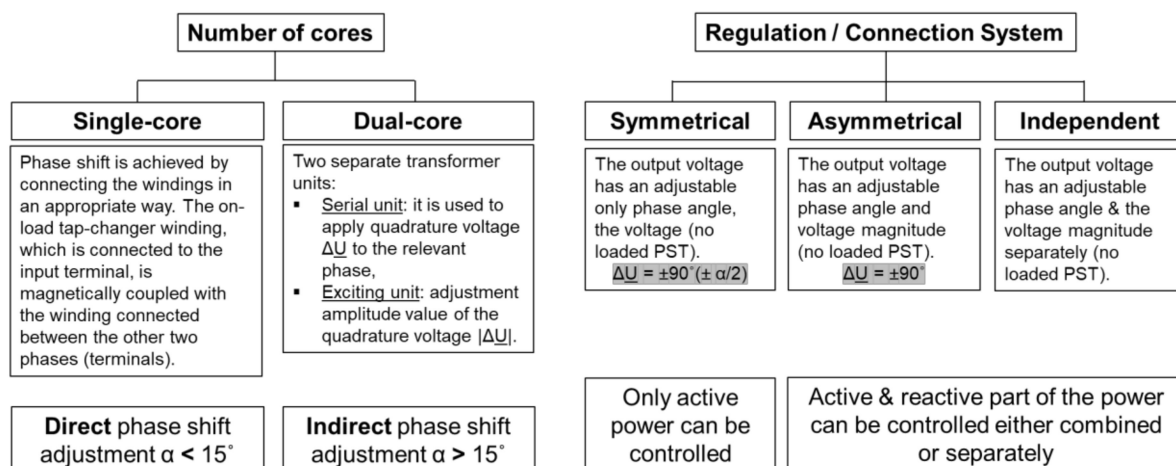 Number of cores
Single-core
Phase shift is achieved by
connecting the windings in
an appropriate way. The on-
load tap-changer winding,
which is connected to the
input terminal, is
magnetically coupled with
the winding connected
between the other two
phases (terminals).
Direct phase shift
adjustment α < 15˚
Dual-core
Two separate transformer
units:
▪ Serial unit: it is used to
apply quadrature voltage
ΔU to the relevant
phase,
▪ Exciting unit: adjustment
amplitude value of the
quadrature voltage |ΔU|.
Indirect phase shift
adjustment α > 15˚
Regulation / Connection System
Symmetrical
The output voltage
has an adjustable
only phase angle,
the voltage (no
loaded PST).
ΔU = ±90˚(± α/2)
Only active
power can be
controlled
Asymmetrical
The output voltage
has an adjustable
phase angle and
voltage magnitude
(no loaded PST).
ΔU = ±90˚
Independent
The output voltage
has an adjustable
phase angle & the
voltage magnitude
separately (no
loaded PST).
Active & reactive part of the power
can be controlled either combined
or separately